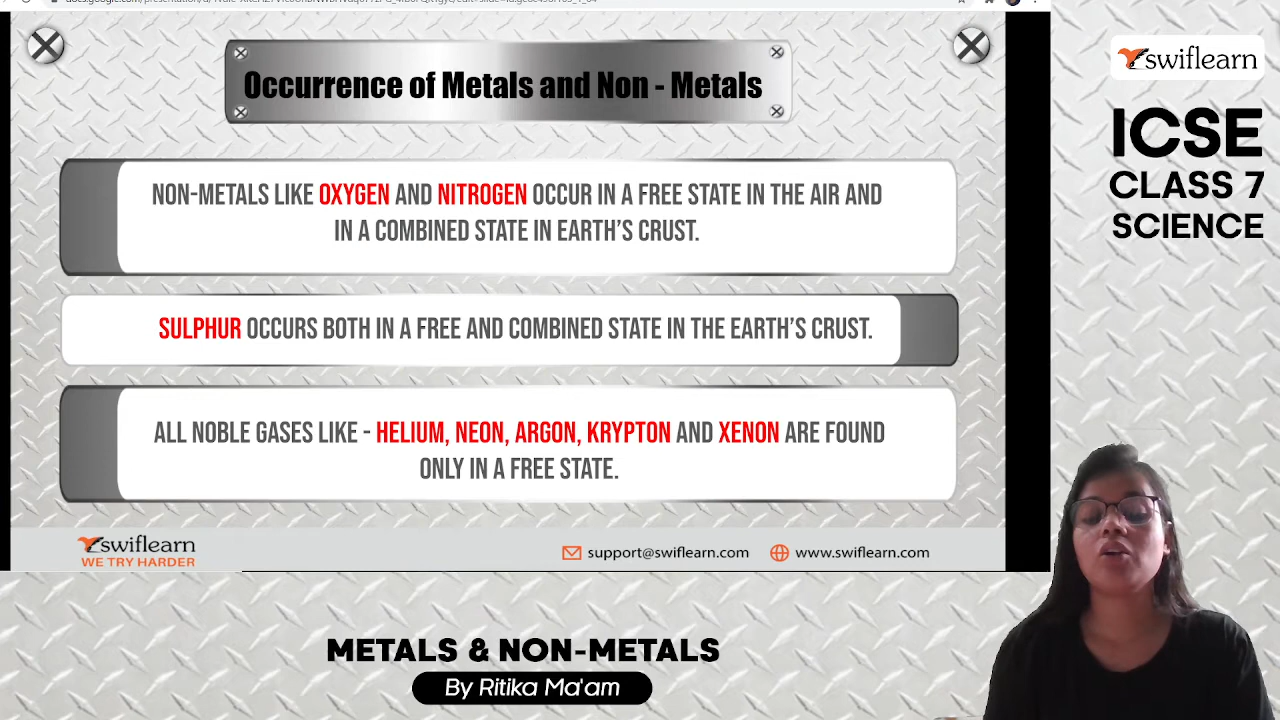 Occurrence of Metals and Non - Metals
NON-METALS LIKE OXYGEN AND NITROGEN OCCUR IN A FREE STATE IN THE AIR AND
IN A COMBINED STATE IN EARTH'S CRUST.
SULPHUR OCCURS BOTH IN A FREE AND COMBINED STATE IN THE EARTH'S CRUST.
ALL NOBLE GASES LIKE - HELIUM, NEON, ARGON, KRYPTON AND XENON ARE FOUND
ONLY IN A FREE STATE.
swiflearn
WE TRY HARDER
support@swiflearn.com
www.swiflearn.com
swiflearn
ICSE
CLASS 7
SCIENCE
METALS & NON-METALS
By Ritika Ma'am